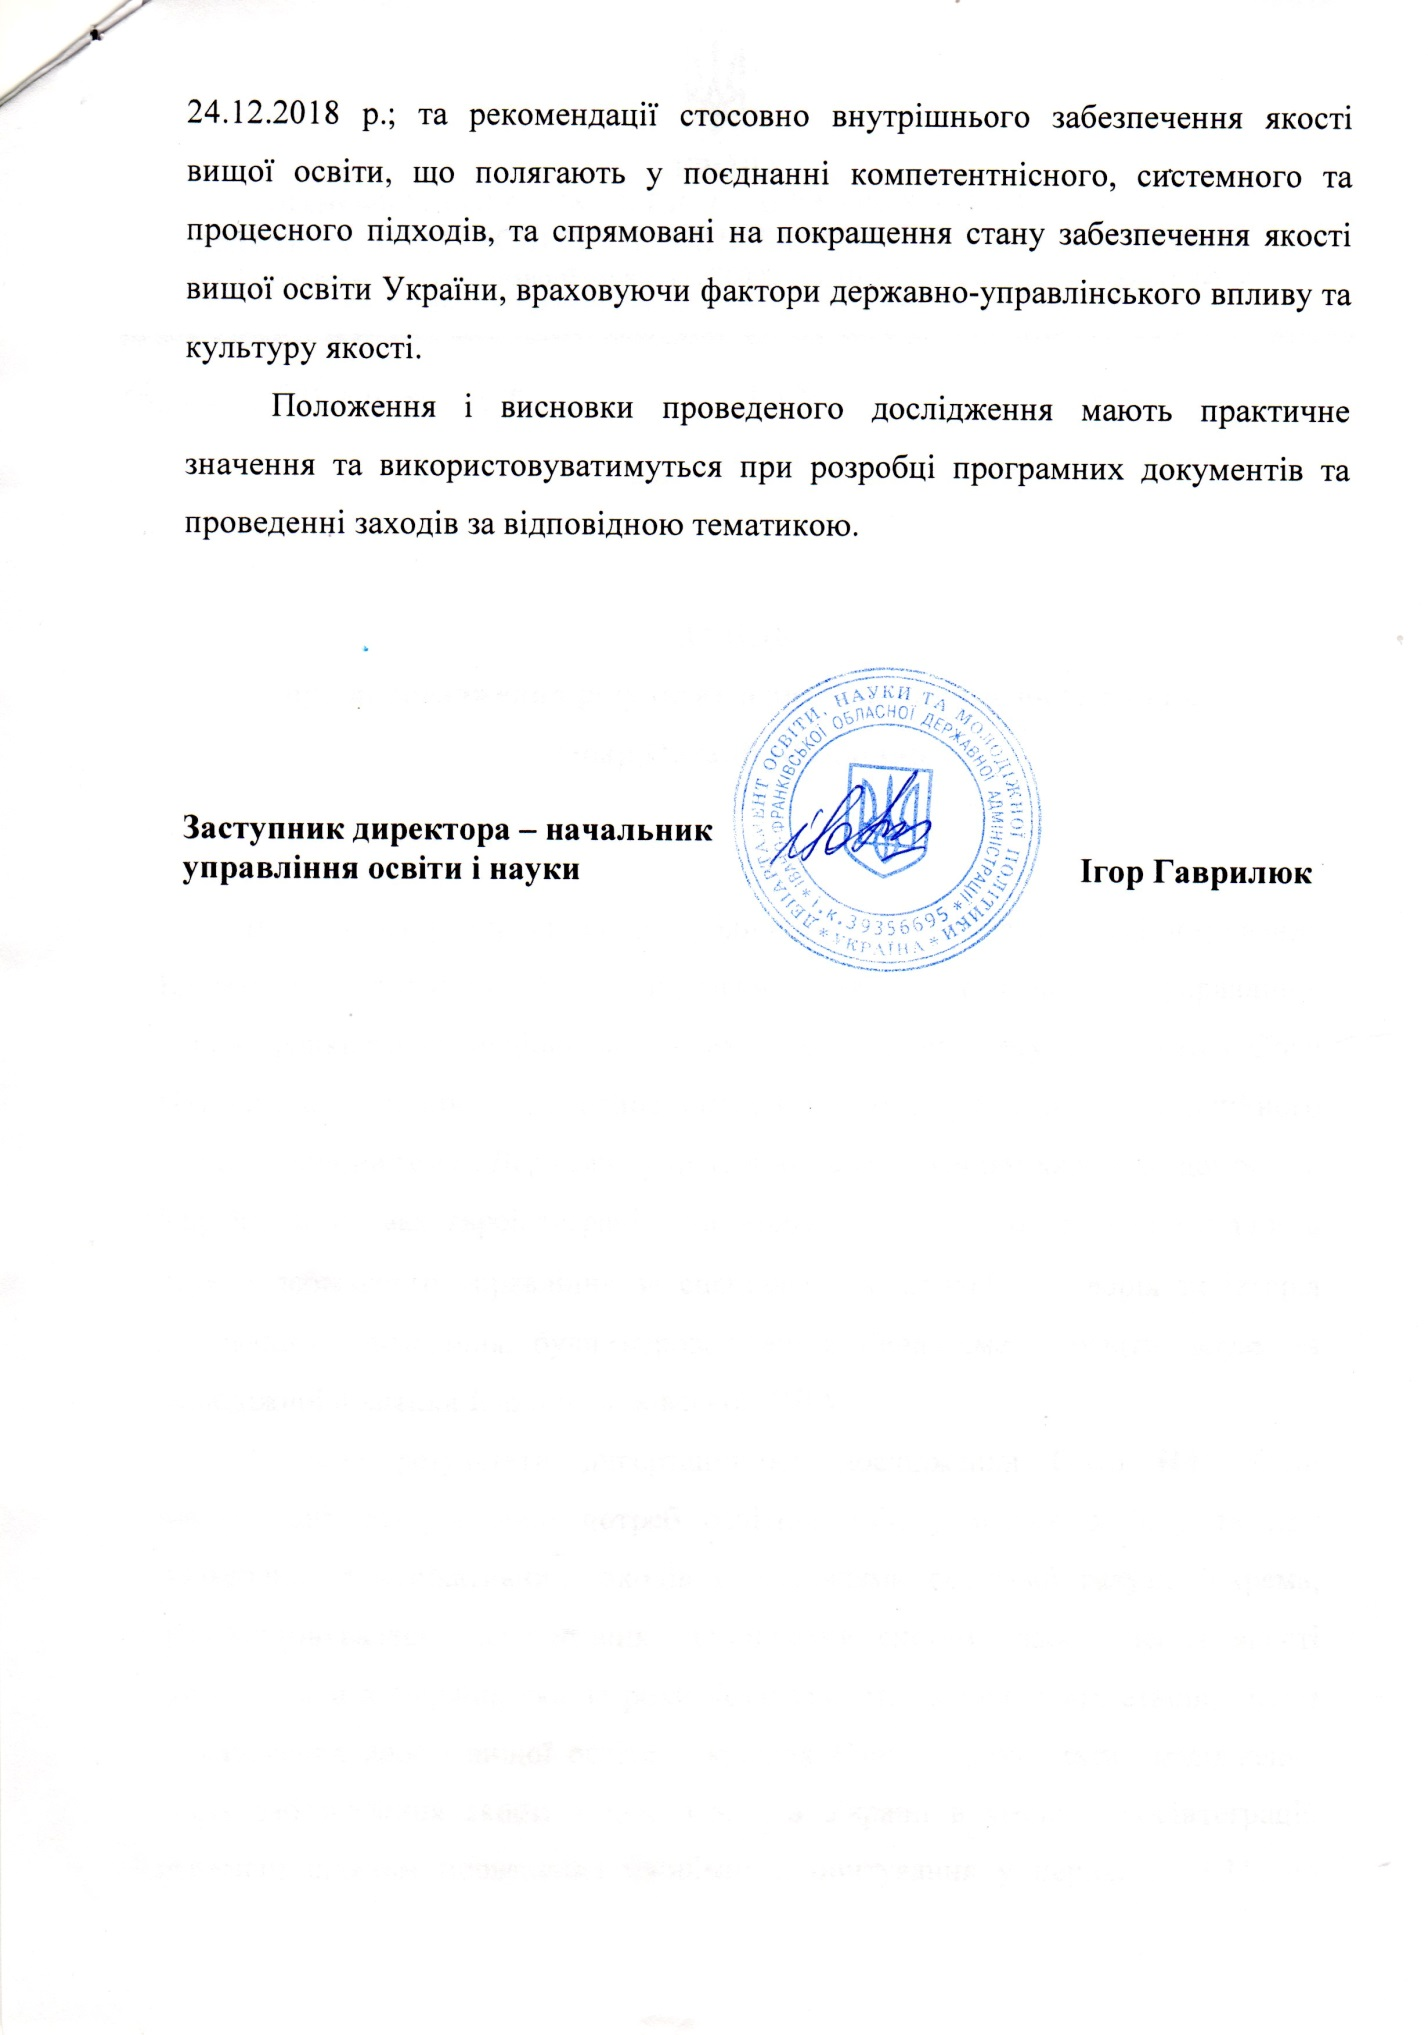 24.12.2018 р.; та рекомендації стосовно внутрішнього забезпечення якості
вищої освіти, що полягають у поєднанні компетентнісного, системного та
процесного підходів, та спрямовані на покращення стану забезпечення якості
вищої освіти України, враховуючи фактори державно-управлінського впливу та
культуру якості.
Положення і висновки проведеного дослідження мають практичне
значення та використовуватимуться при розробці програмних документів та
проведенні заходів за відповідною тематикою.
Заступник директора – начальник
управління освіти і науки
Ігор Гаврилюк
ДЕПАРТАМЕНТ ОСВІТИ, НАУКИ ТА МОЛОДІЖНОЇ ПОЛІТИКИ
ІВАНО-ФРАНКІВСЬКОЇ ОБЛАСНОЇ ДЕРЖАВНОЇ АДМІНІСТРАЦІЇ
* і.к.39356695 *
* УКРАЇНА *